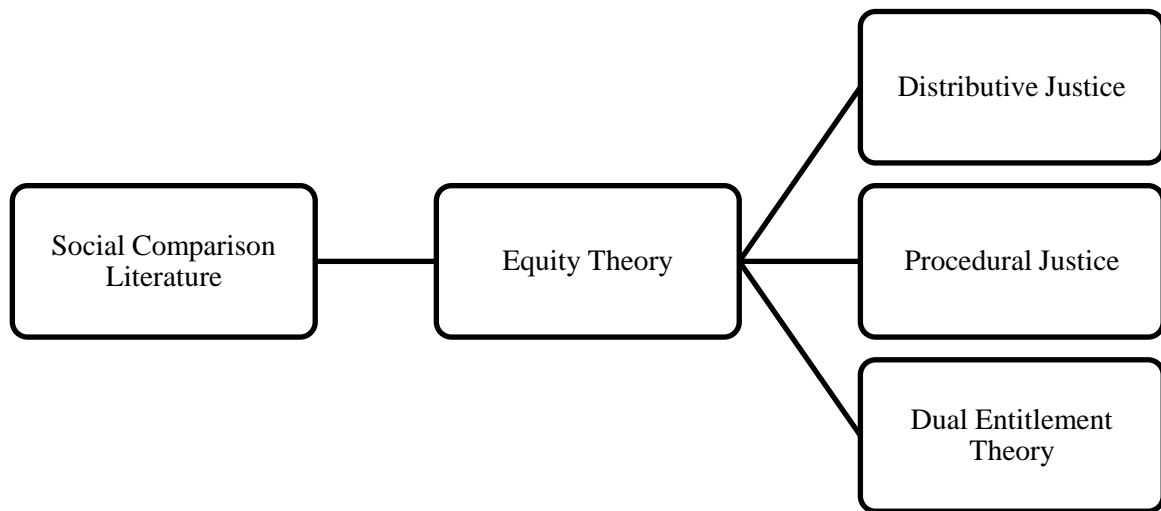 Social Comparison
Literature
Equity Theory
Distributive Justice
Procedural Justice
Dual Entitlement
Theory